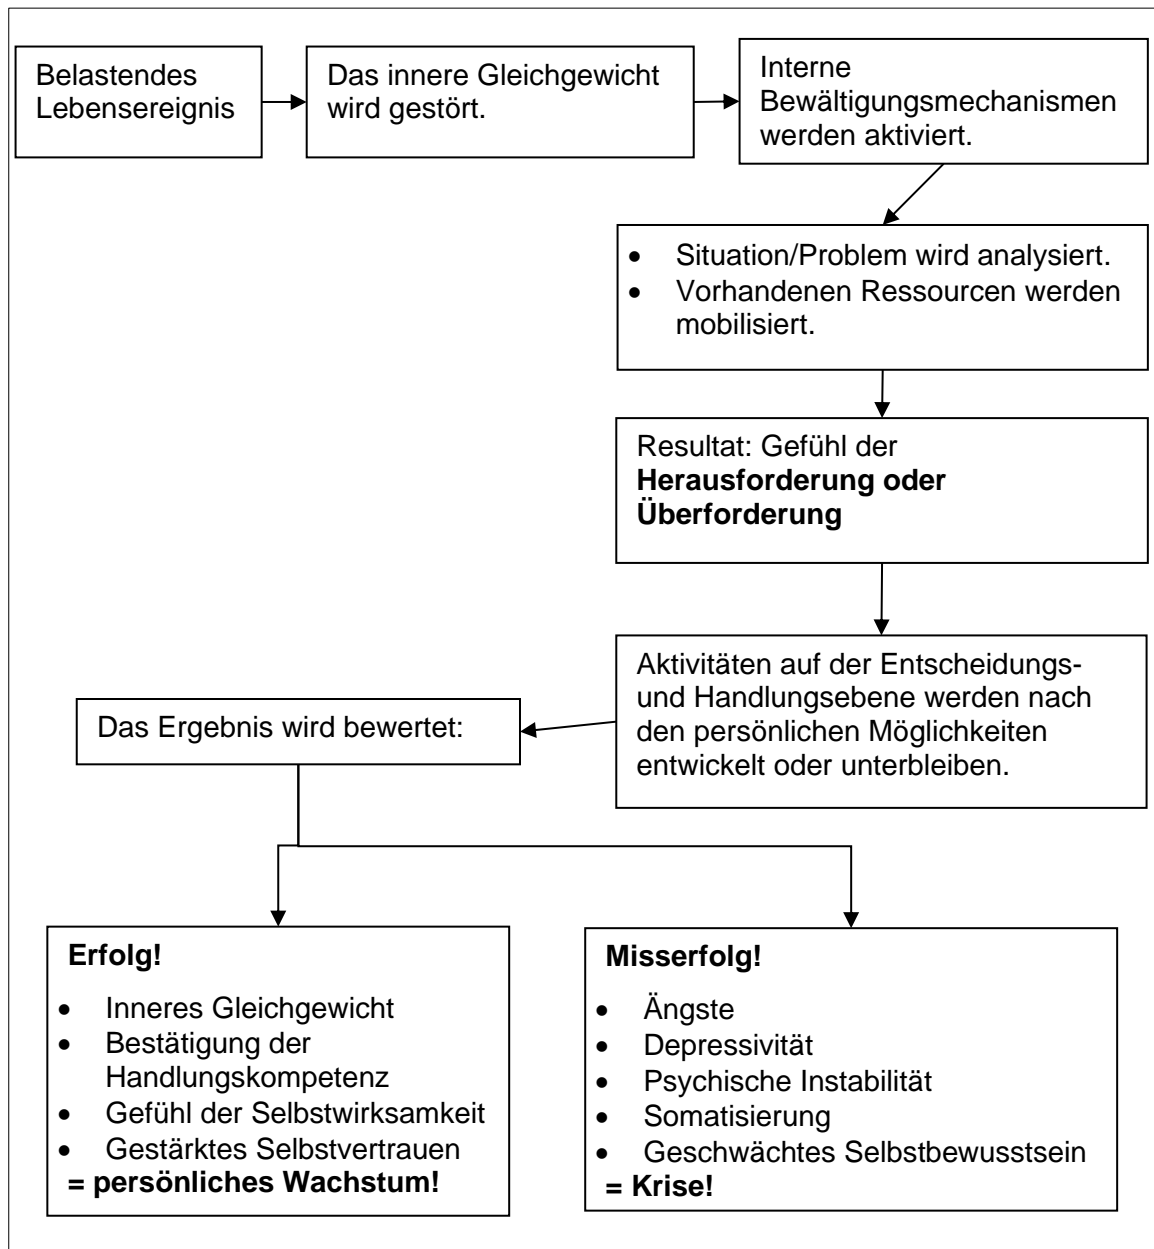 Belastendes
Lebensereignis
Das innere Gleichgewicht
wird gestört.
Interne
Bewältigungsmechanismen
werden aktiviert.
• Situation/Problem wird analysiert.
• Vorhandenen Ressourcen werden
mobilisiert.
Resultat: Gefühl der
Herausforderung oder
Überforderung
Aktivitäten auf der Entscheidungs-
und Handlungsebene werden nach
den persönlichen Möglichkeiten
entwickelt oder unterbleiben.
Das Ergebnis wird bewertet:
Erfolg!
• Inneres Gleichgewicht
• Bestätigung der
Handlungskompetenz
• Gefühl der Selbstwirksamkeit
• Gestärktes Selbstvertrauen
= persönliches Wachstum!
Misserfolg!
• Ängste
• Depressivität
• Psychische Instabilität
• Somatisierung
• Geschwächtes Selbstbewusstsein
= Krise!